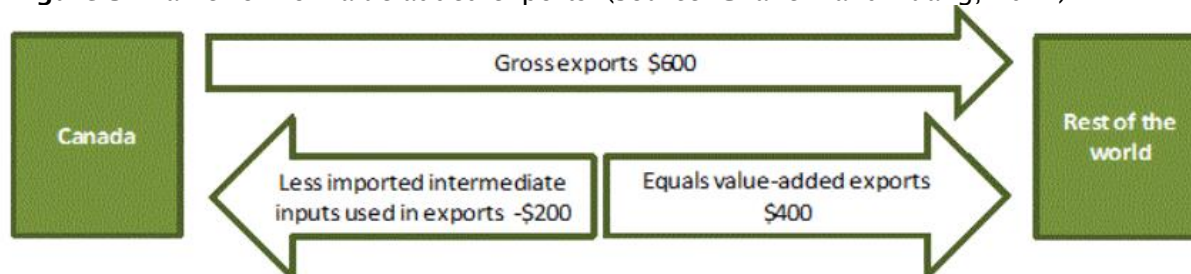 Gross exports $600
Canada
Rest of the
world
Less imported intermediate
inputs used in exports -$200
Equals value-added exports
$400